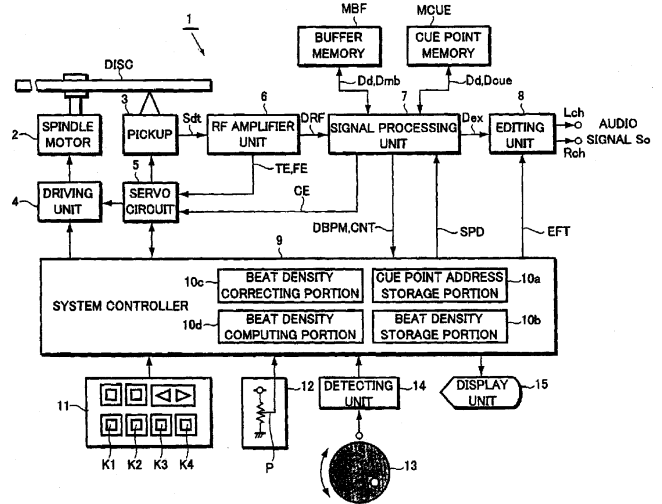 1
MBF
MCUE
BUFFER
MEMORY
CUE POINT
MEMORY
DISC
Dd,Dmb
Dd,Dcue
3
6
7
8
2
SPINDLE
MOTOR
PICKUP
Sdt
RF AMPLIFIER
UNIT
DRF
SIGNAL PROCESSING
UNIT
Dex
EDITING
UNIT
Lch
AUDIO
SIGNAL So
Rch
TE,FE
CE
5
4
DRIVING
UNIT
SERVO
CIRCUIT
DBPM,CNT
SPD
EFT
9
SYSTEM CONTROLLER
10c
BEAT DENSITY
CORRECTING PORTION
CUE POINT ADDRESS
STORAGE PORTION
10a
10d
BEAT DENSITY
COMPUTING PORTION
BEAT DENSITY
STORAGE PORTION
10b
11
12
DETECTING
UNIT
14
DISPLAY
UNIT
15
K1
K2
K3
K4
P
13